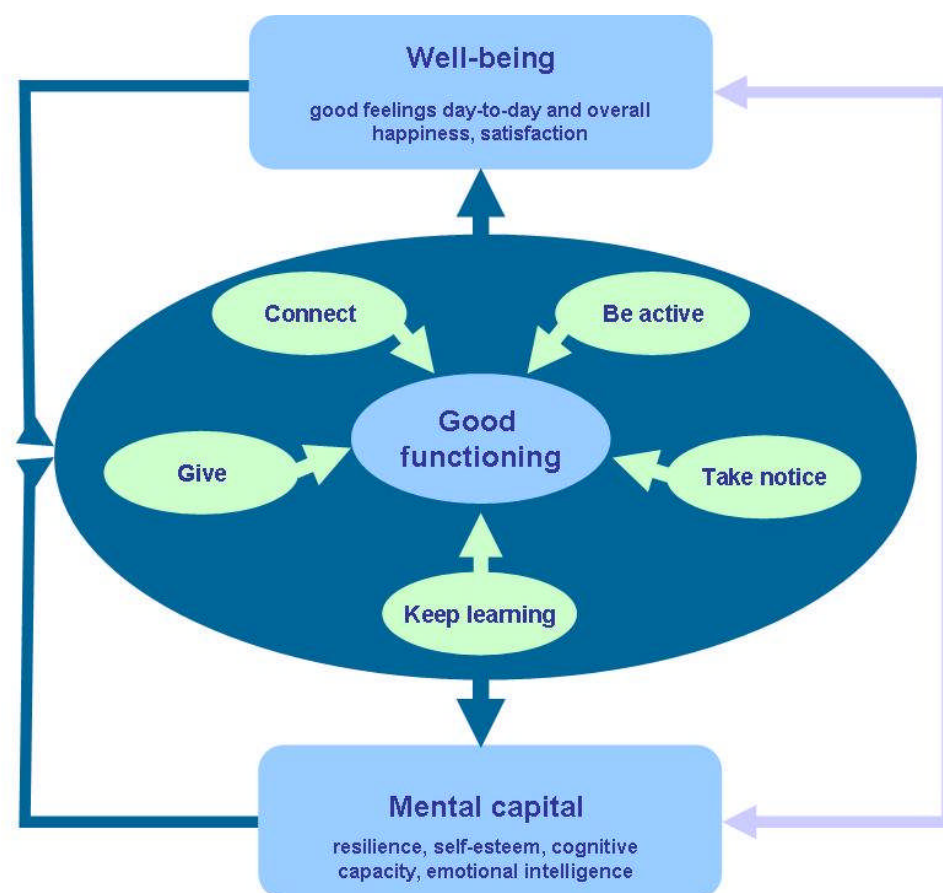 Well-being
good feelings day-to-day and overall
happiness, satisfaction
Connect
Be active
Good
functioning
Give
Take notice
Keep learning
Mental capital
resilience, self-esteem, cognitive
capacity, emotional intelligence